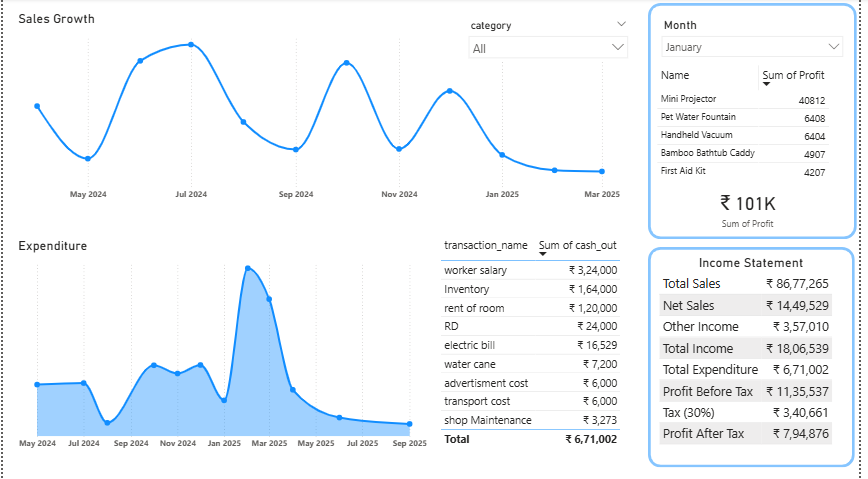 Sales Growth
category
All
May 2024 Jul 2024 Sep 2024 Nov 2024 Jan 2025 Mar 2025
Month
January
Name Sum of Profit
Mini Projector 40812
Pet Water Fountain 6408
Handheld Vacuum 6404
Bamboo Bathtub Caddy 4907
First Aid Kit 4207
₹ 101K
Sum of Profit
Expenditure
May 2024 Jul 2024 Sep 2024 Nov 2024 Jan 2025 Mar 2025 May 2025 Jul 2025 Sep 2025
transaction_name Sum of cash_out
worker salary ₹ 3,24,000
Inventory ₹ 1,64,000
rent of room ₹ 1,20,000
RD ₹ 24,000
electric bill ₹ 16,529
water cane ₹ 7,200
advertisment cost ₹ 6,000
transport cost ₹ 6,000
shop Maintenance ₹ 3,273
Total ₹ 6,71,002
Income Statement
Total Sales ₹ 86,77,265
Net Sales ₹ 14,49,529
Other Income ₹ 3,57,010
Total Income ₹ 18,06,539
Total Expenditure ₹ 6,71,002
Profit Before Tax ₹ 11,35,537
Tax (30%) ₹ 3,40,661
Profit After Tax ₹ 7,94,876